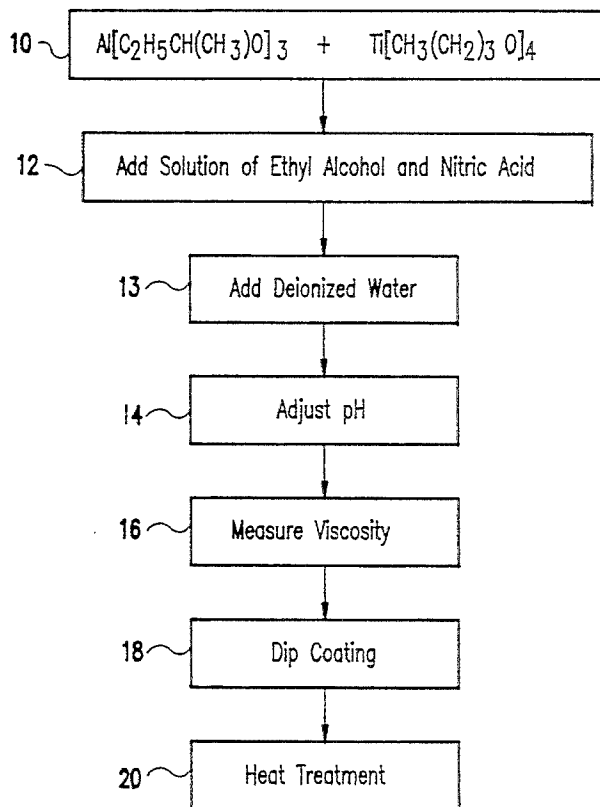 10 Al[C₂H₅CH(CH₃)O]₃ + Ti[CH₃(CH₂)₃ O]₄
12 Add Solution of Ethyl Alcohol and Nitric Acid
13 Add Deionized Water
14 Adjust pH
16 Measure Viscosity
18 Dip Coating
20 Heat Treatment